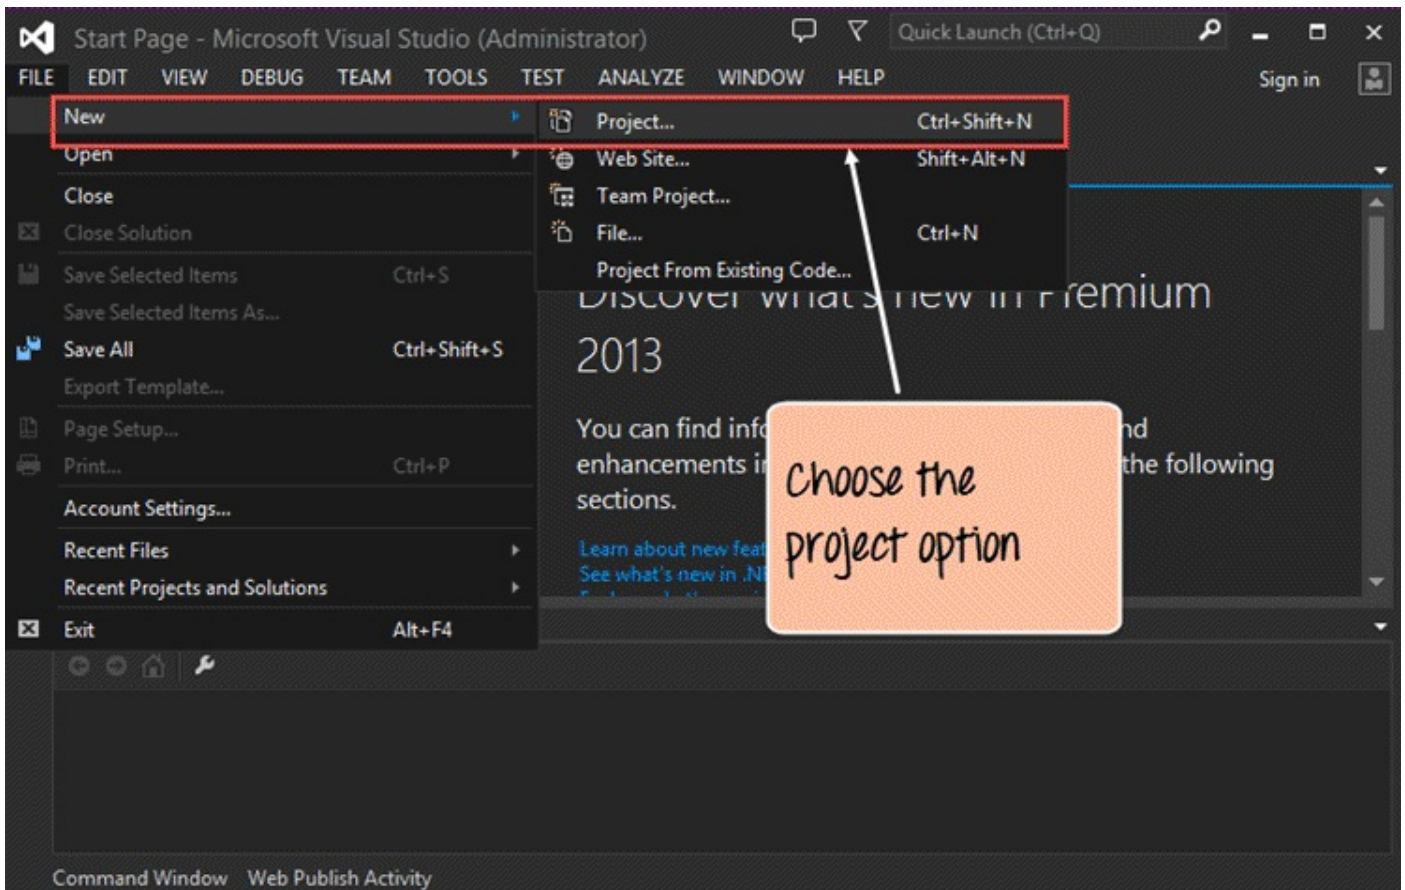 Start Page - Microsoft Visual Studio (Administrator)
Quick Launch (Ctrl+Q)
FILE EDIT VIEW DEBUG TEAM TOOLS TEST ANALYZE WINDOW HELP
Sign in
New
Open
Close
Close Solution
Save Selected Items Ctrl+S
Save Selected Items As...
Save All Ctrl+Shift+S
Export Template...
Page Setup...
Print... Ctrl+P
Account Settings...
Recent Files
Recent Projects and Solutions
Exit Alt+F4
Project... Ctrl+Shift+N
Web Site... Shift+Alt+N
Team Project...
File... Ctrl+N
Project From Existing Code...
Discover what's new in Premium
2013
You can find
enhancements
the following
sections.
Learn about new
See what's new in
Choose the
project option
Command Window Web Publish Activity